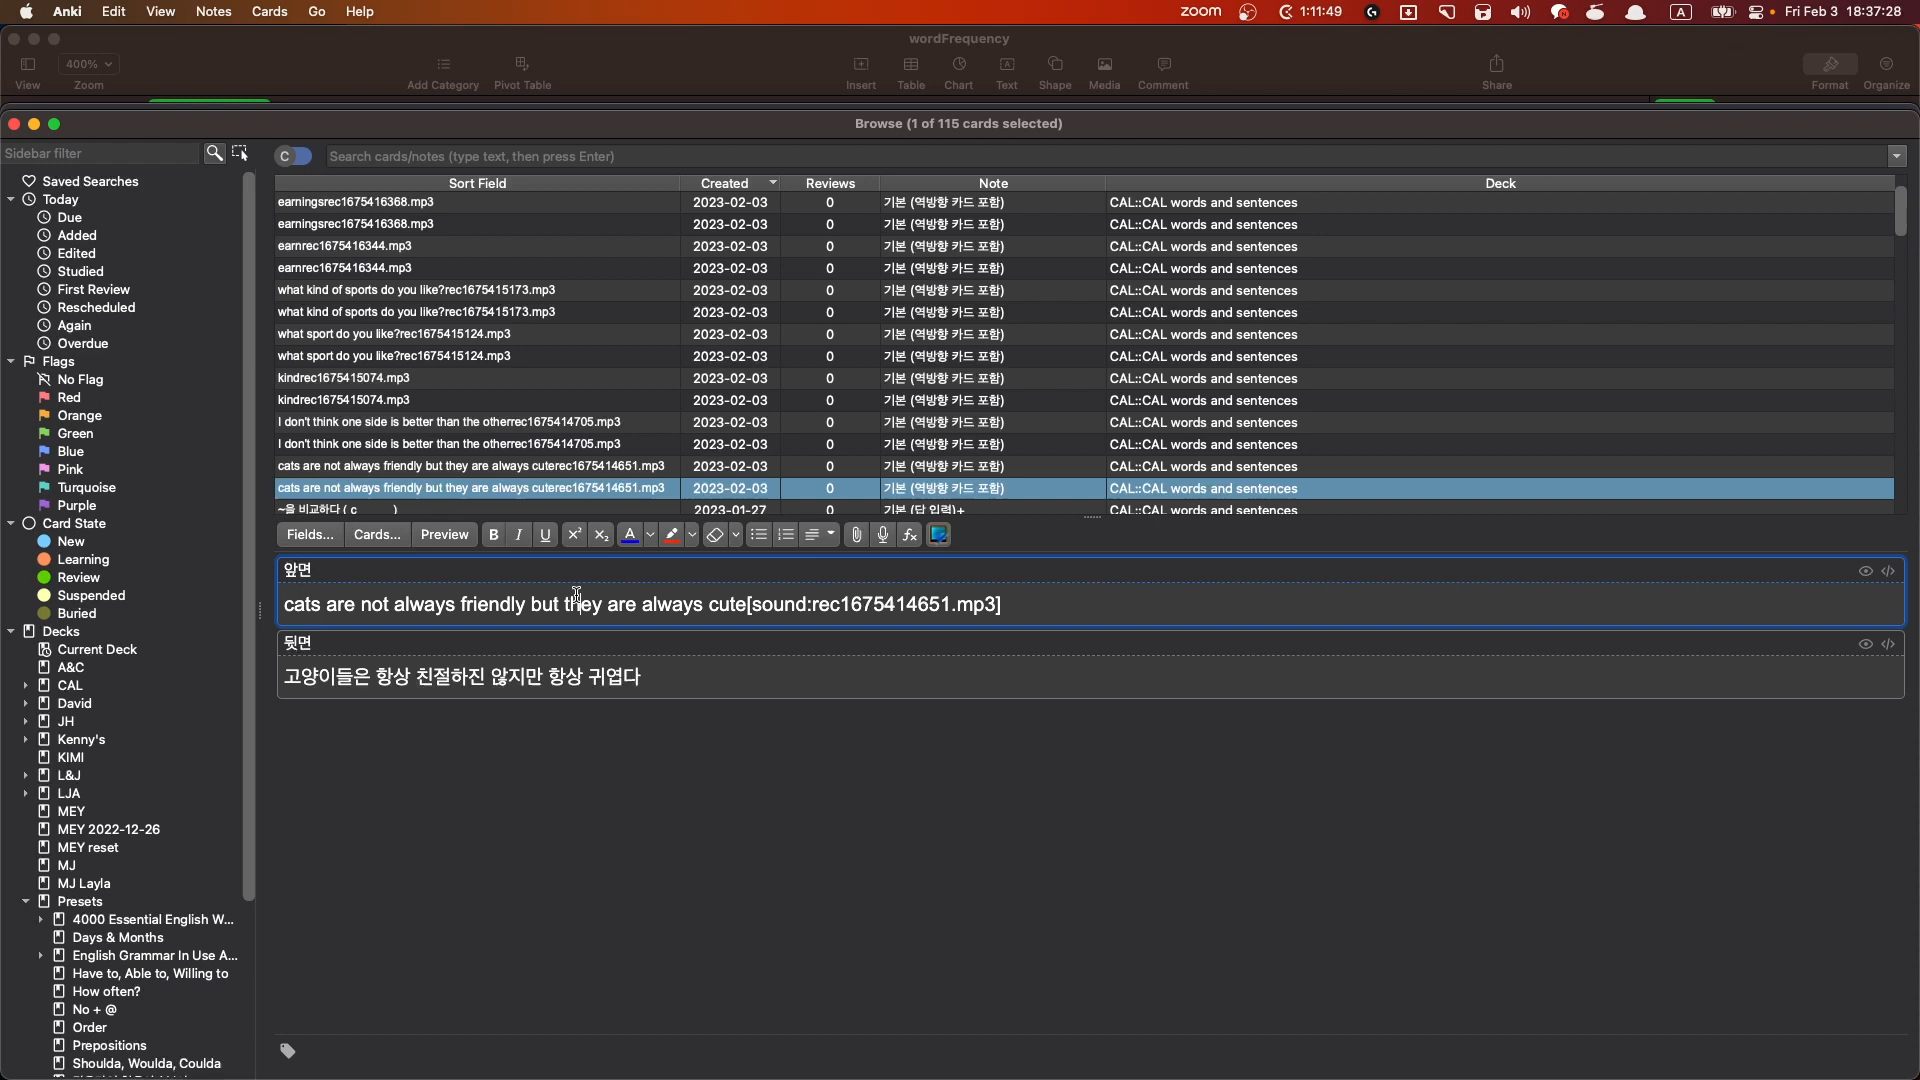 Anki Edit View Notes Cards Go Help zoom 1:11:49 A Fri Feb 3 18:37:28
wordFrequency
400%
View Zoom Add Category Pivot Table Insert Table Chart Text Shape Media Comment Share Format Organize
Browse (1 of 115 cards selected)
Sidebar filter
C Search cards/notes (type text, then press Enter)
Saved Searches
Today
Due
Added
Edited
Studied
First Review
Rescheduled
Again
Overdue
Flags
No Flag
Red
Orange
Green
Blue
Pink
Turquoise
Purple
Card State
New
Learning
Review
Suspended
Buried
Decks
Current Deck
A&C
CAL
David
JH
Kenny's
KIMI
L&J
LJA
MEY
MEY 2022-12-26
MEY reset
MJ
MJ Layla
Presets
4000 Essential English W...
Days & Months
English Grammar In Use A...
Have to, Able to, Willing to
How often?
No + @
Order
Prepositions
Shoulda, Woulda, Coulda
Sort Field Created Reviews Note Deck
earningsrec1675416368.mp3 2023-02-03 0 기본 (역방향 카드 포함) CAL::CAL words and sentences
earningsrec1675416368.mp3 2023-02-03 0 기본 (역방향 카드 포함) CAL::CAL words and sentences
earnrec1675416344.mp3 2023-02-03 0 기본 (역방향 카드 포함) CAL::CAL words and sentences
earnrec1675416344.mp3 2023-02-03 0 기본 (역방향 카드 포함) CAL::CAL words and sentences
what kind of sports do you like?rec1675415173.mp3 2023-02-03 0 기본 (역방향 카드 포함) CAL::CAL words and sentences
what kind of sports do you like?rec1675415173.mp3 2023-02-03 0 기본 (역방향 카드 포함) CAL::CAL words and sentences
what sport do you like?rec1675415124.mp3 2023-02-03 0 기본 (역방향 카드 포함) CAL::CAL words and sentences
what sport do you like?rec1675415124.mp3 2023-02-03 0 기본 (역방향 카드 포함) CAL::CAL words and sentences
kindrec1675415074.mp3 2023-02-03 0 기본 (역방향 카드 포함) CAL::CAL words and sentences
kindrec1675415074.mp3 2023-02-03 0 기본 (역방향 카드 포함) CAL::CAL words and sentences
I don't think one side is better than the otherrec1675414705.mp3 2023-02-03 0 기본 (역방향 카드 포함) CAL::CAL words and sentences
I don't think one side is better than the otherrec1675414705.mp3 2023-02-03 0 기본 (역방향 카드 포함) CAL::CAL words and sentences
cats are not always friendly but they are always cuterec1675414651.mp3 2023-02-03 0 기본 (역방향 카드 포함) CAL::CAL words and sentences
cats are not always friendly but they are always cuterec1675414651.mp3 2023-02-03 0 기본 (역방향 카드 포함) CAL::CAL words and sentences
~을 비교하다 ( c ) 2023-01-27 0 기본 (답 입력)+ CAL::CAL words and sentences
Fields... Cards... Preview B I U X² X₂ A fx
앞면
cats are not always friendly but they are always cute[sound:rec1675414651.mp3]
뒷면
고양이들은 항상 친절하진 않지만 항상 귀엽다